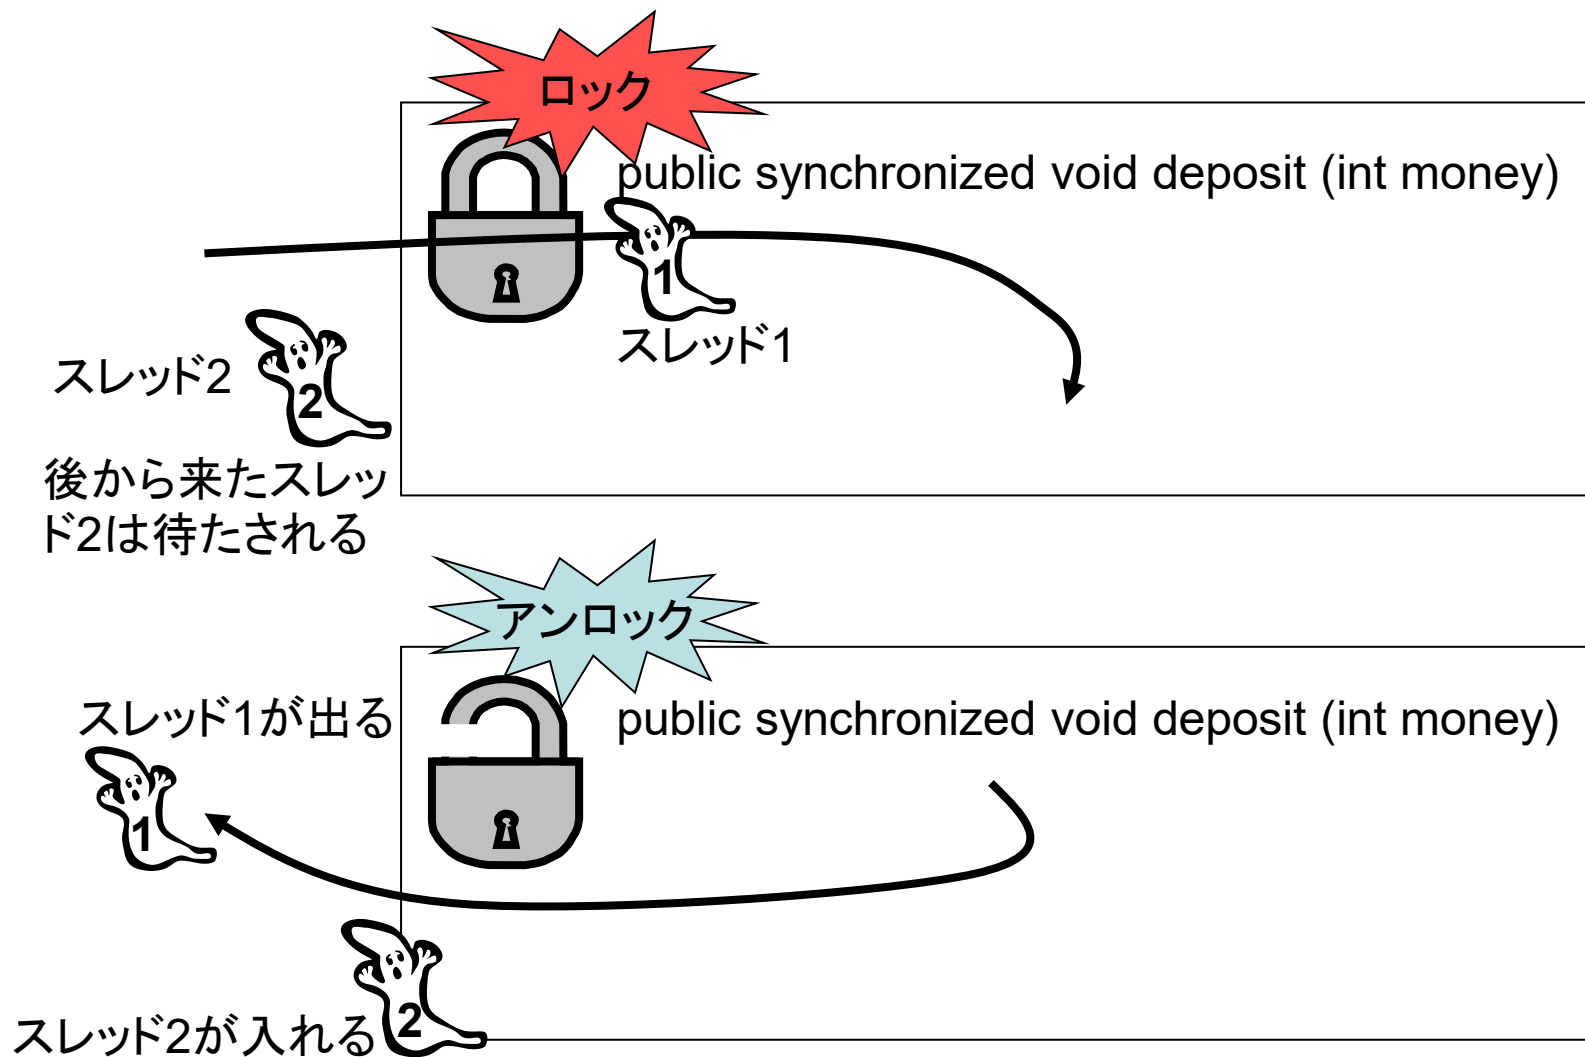 ロック
public synchronized void deposit (int money)
1
スレッド1
スレッド2
2
後から来たスレッ
ド2は待たされる
アンロック
スレッド1が出る
public synchronized void deposit (int money)
1
2
スレッド2が入れる